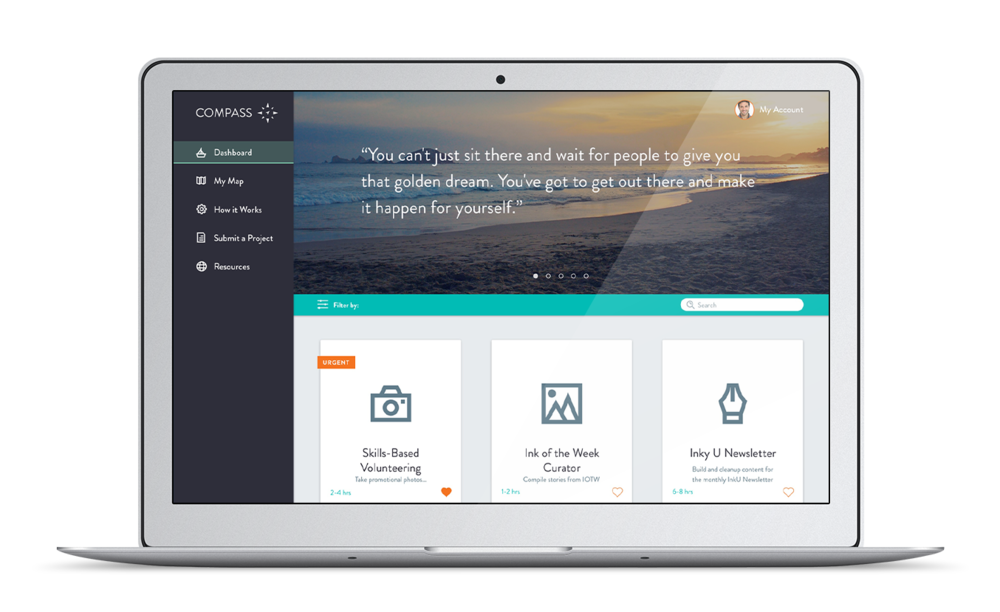 COMPASS
Dashboard
My Map
How it Works
Submit a Project
Resources
My Account
“You can't just sit there and wait for people to give you
that golden dream. You've got to get out there and make
it happen for yourself.”
Filter by:
Search
URGENT
Skills-Based
Volunteering
Take promotional photos...
2-4 hrs
Ink of the Week
Curator
Compile stories from IOTW
1-2 hrs
Inky U Newsletter
Build and cleanup content for
the monthly InkU Newsletter
6-8 hrs